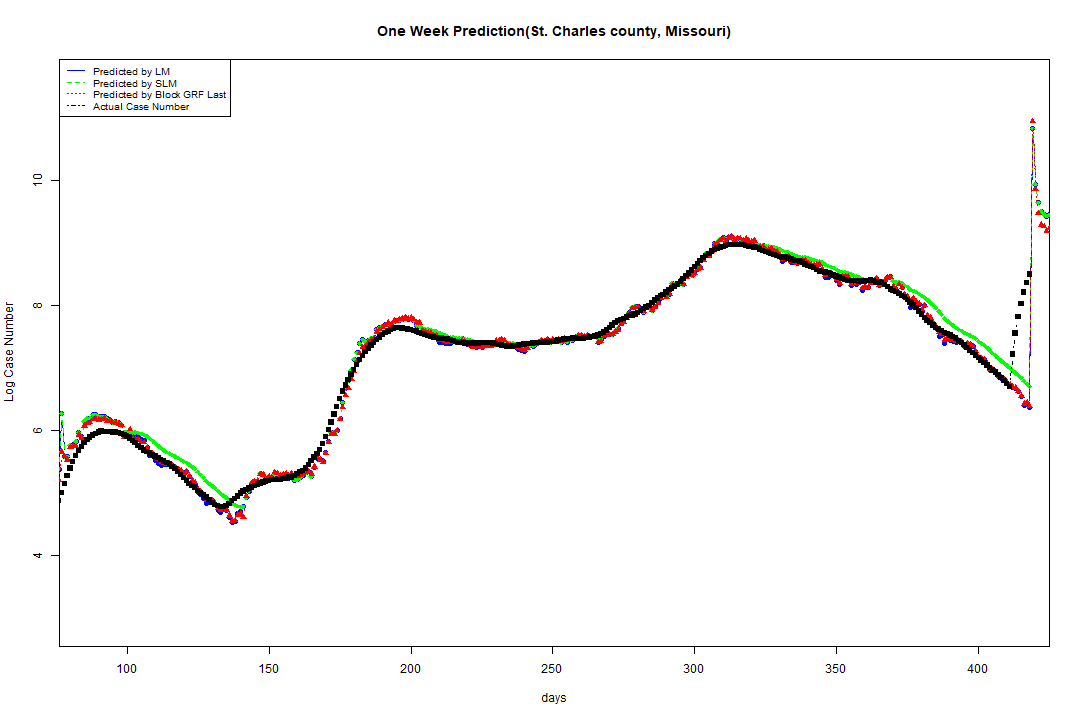 One Week Prediction(St. Charles county, Missouri)
Predicted by LM
Predicted by SLM
Predicted by Block GRF Last
Actual Case Number
10
8
6
4
Log Case Number
100 150 200 250 300 350 400
days